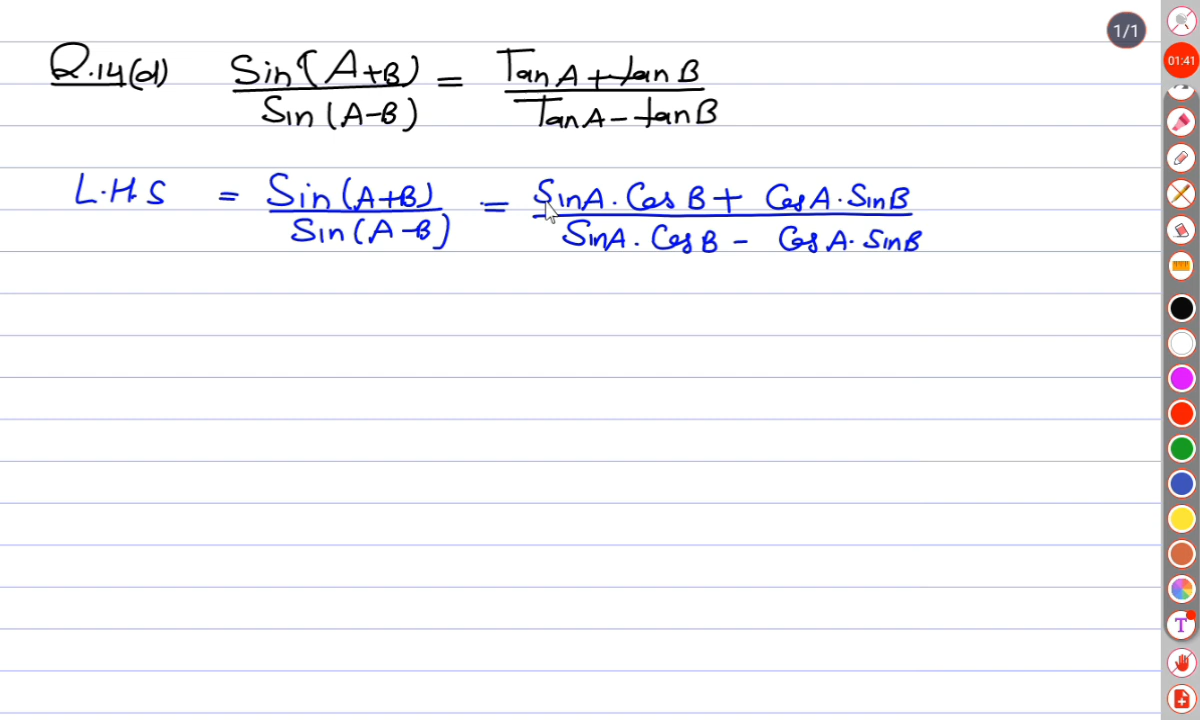 1/1
01:41
Q.14(d) Sin(A+B) / Sin(A-B) = TanA + tanB / TanA - tanB
L.H.S = Sin(A+B) / Sin(A-B) = SinA.CosB + CosA.SinB / SinA.CosB - CosA.SinB
T